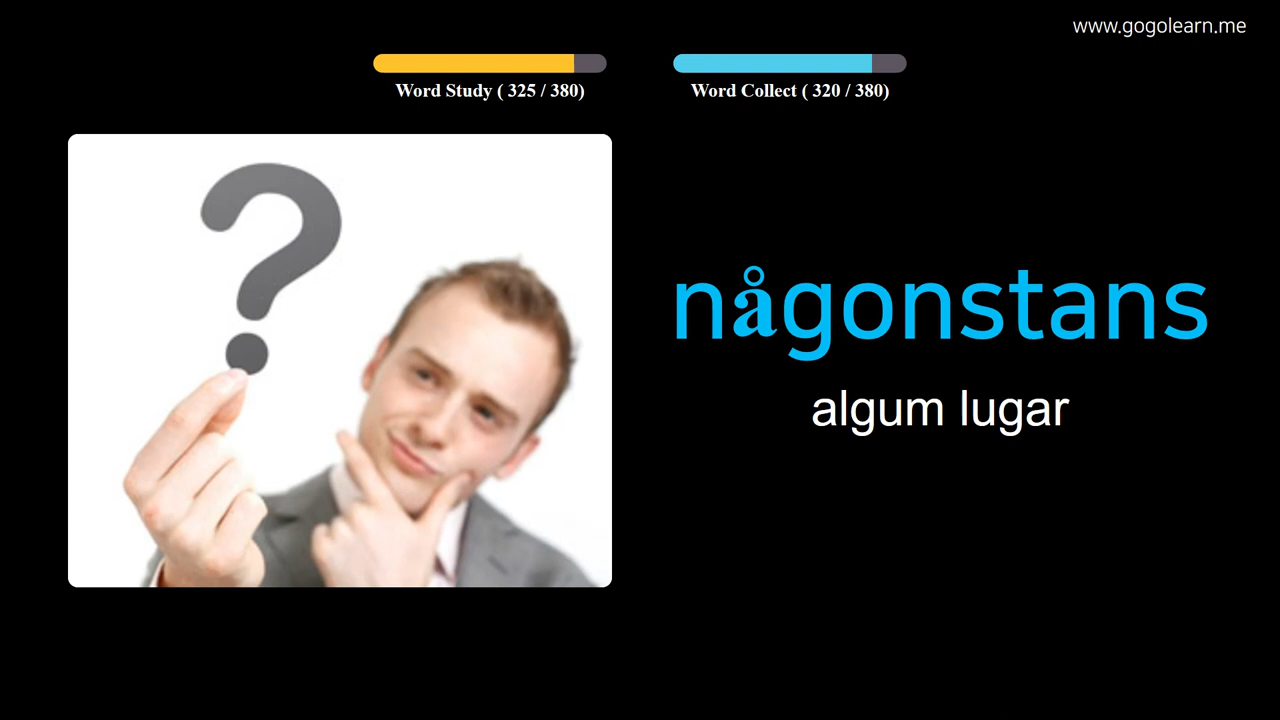 www.gogolearn.me
Word Study ( 325 / 380)
Word Collect ( 320 / 380)
?
någonstans
algum lugar